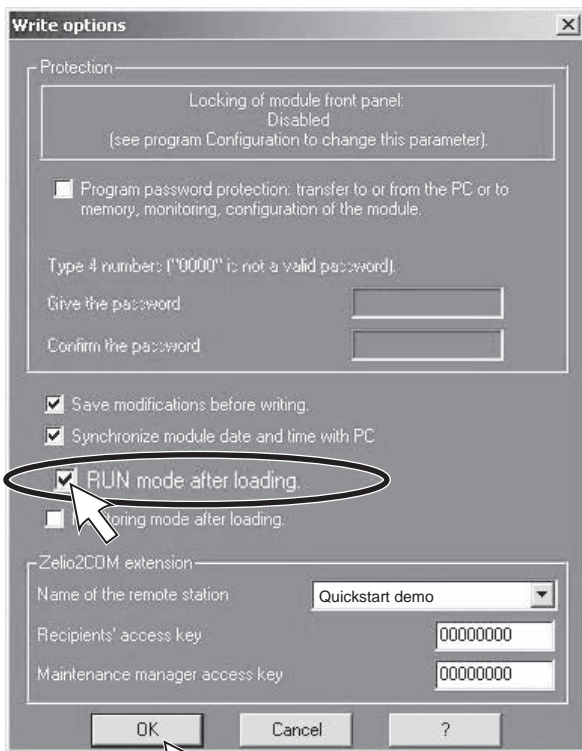 Write options
Protection
Locking of module front panel:
Disabled
(see program Configuration to change this parameter).
Program password protection: transfer to or from the PC or to
memory, monitoring, configuration of the module.
Type 4 numbers ("0000" is not a valid password).
Give the password
Confirm the password
Save modifications before writing.
Synchronize module date and time with PC
RUN mode after loading.
mode after loading.
Zelio2COM extension
Name of the remote station Quickstart demo
Recipients' access key 00000000
Maintenance manager access key 00000000
OK Cancel ?